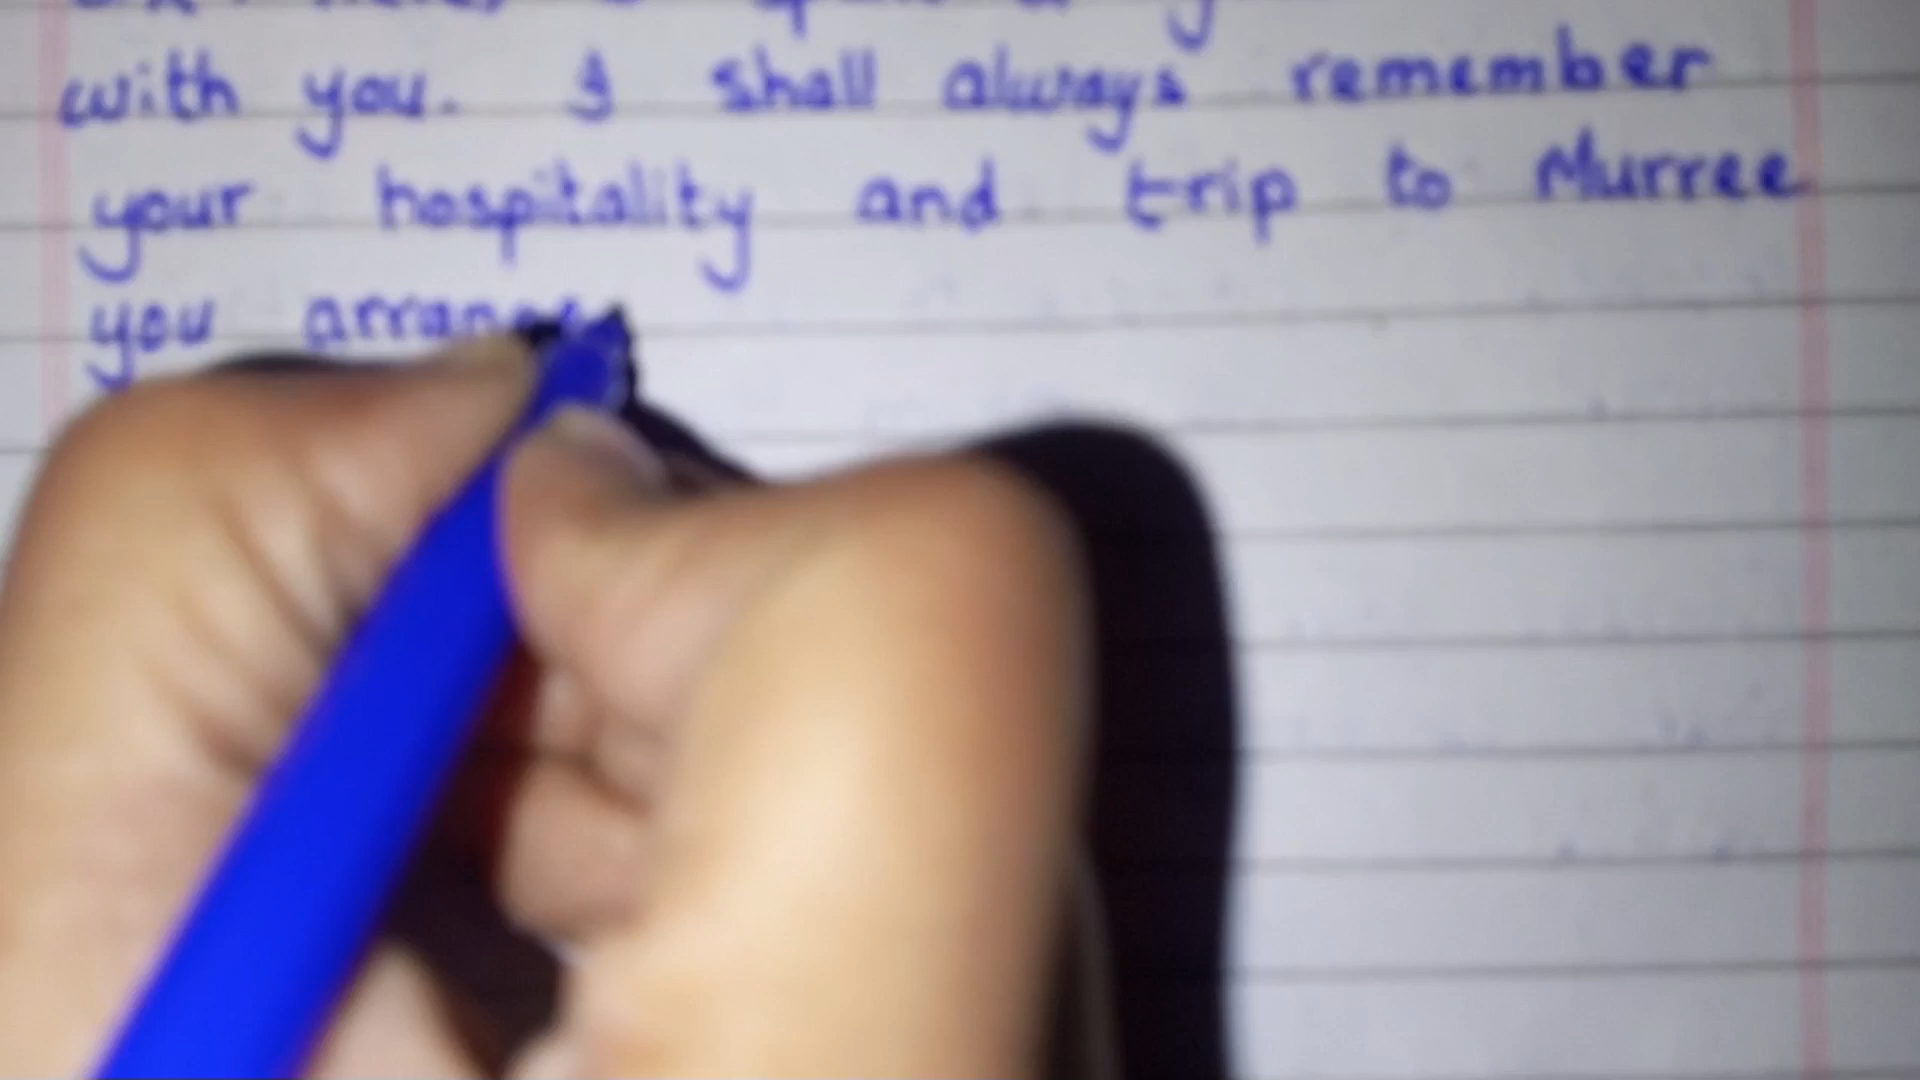 with you. I shall always remember
your hospitality and trip to Murree
you